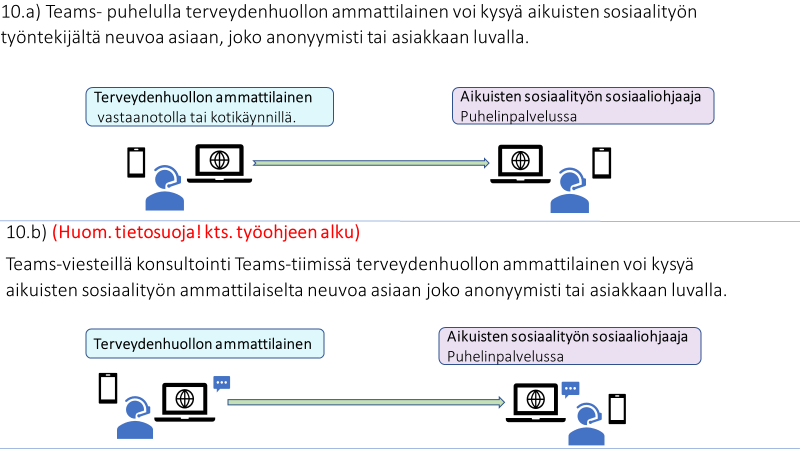 10.a) Teams- puhelulla terveydenhuollon ammattilainen voi kysyä aikuisten sosiaalityön
työntekijältä neuvoa asiaan, joko anonyymisti tai asiakkaan luvalla.
Terveydenhuollon ammattilainen
vastaanotolla tai kotikäynnillä.
Aikuisten sosiaalityön sosiaaliohjaaja
Puhelinpalvelussa
10.b) (Huom. tietosuoja! kts. työohjeen alku)
Teams-viesteillä konsultointi Teams-tiimissä terveydenhuollon ammattilainen voi kysyä
aikuisten sosiaalityön ammattilaiselta neuvoa asiaan joko anonyymisti tai asiakkaan luvalla.
Terveydenhuollon ammattilainen
Aikuisten sosiaalityön sosiaaliohjaaja
Puhelinpalvelussa